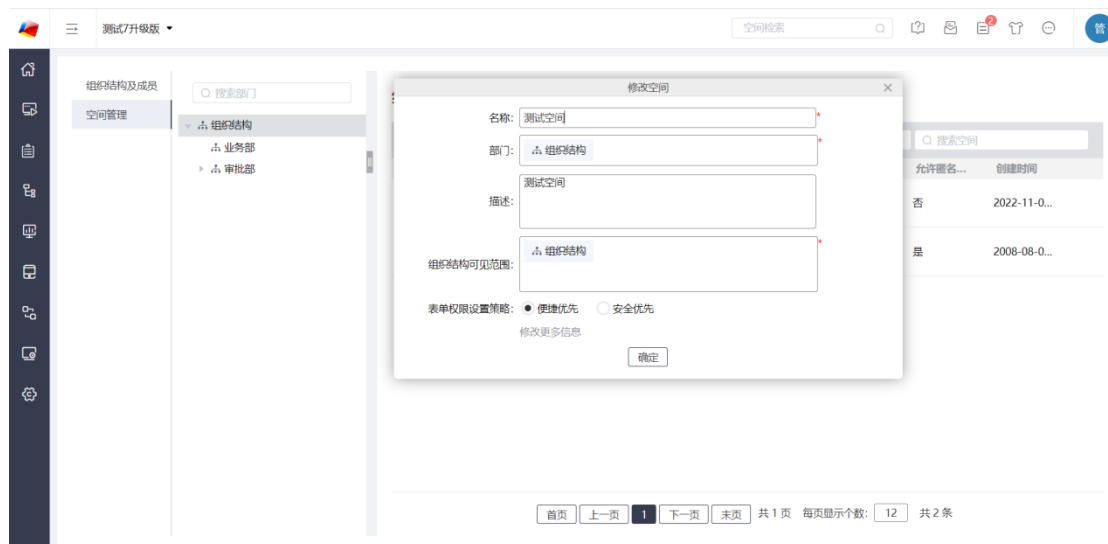 测试7升级版
空间检索
2
管
组织结构及成员
空间管理
搜索部门
组织结构
业务部
审批部
修改空间
名称: 测试空间 *
部门: 组织结构 *
描述: 测试空间
组织结构可见范围: 组织结构 *
表单权限设置策略: 便捷优先 安全优先
修改更多信息
确定
搜索空间
允许匿名... 创建时间
否 2022-11-0...
是 2008-08-0...
首页 上一页 1 下一页 末页 共1页 每页显示个数: 12 共2条